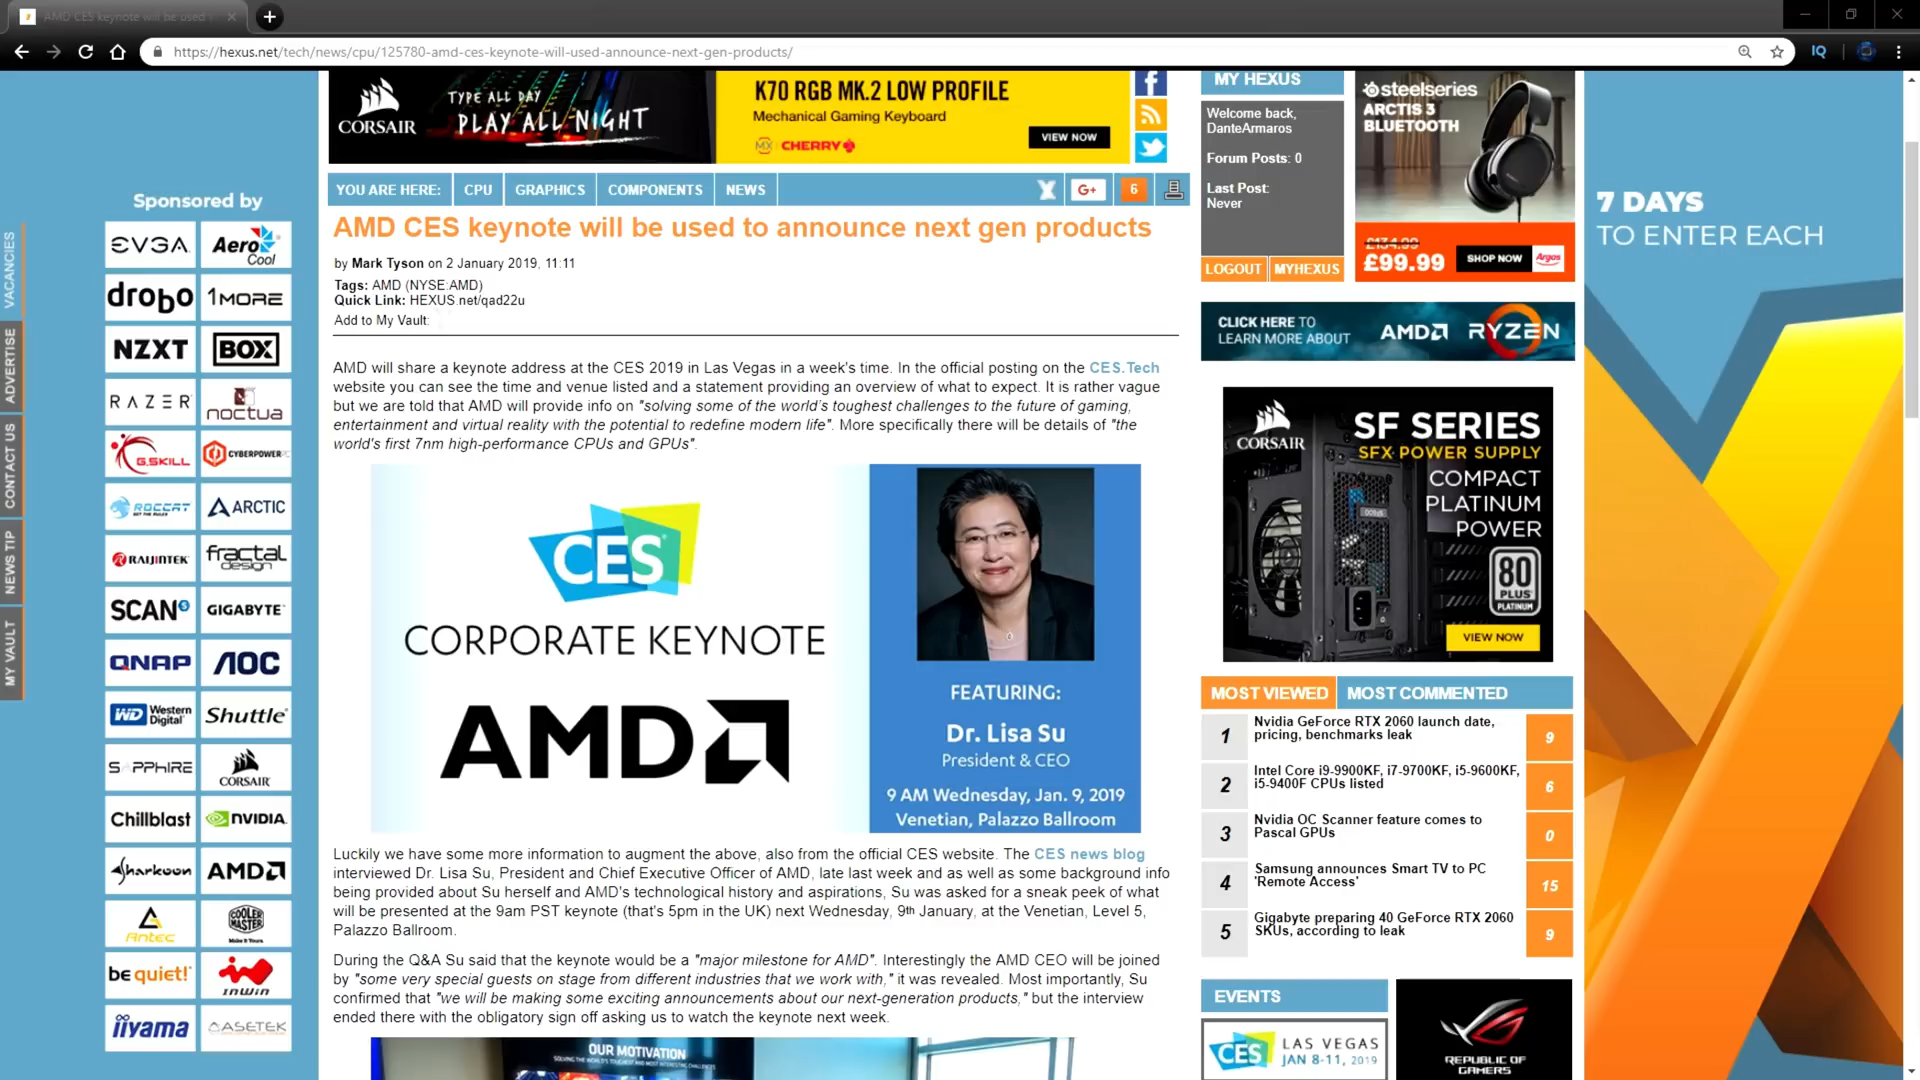 AMD CES keynote will be used
https://hexus.net/tech/news/cpu/125780-amd-ces-keynote-will-used-announce-next-gen-products/
IQ
CORSAIR
TYPE ALL DAY
PLAY ALL NIGHT
K70 RGB MK.2 LOW PROFILE
Mechanical Gaming Keyboard
MX CHERRY
VIEW NOW
MY HEXUS
Welcome back,
DanteArmaros
Forum Posts: 0
Last Post:
Never
LOGOUT
MYHEXUS
steelseries
ARCTIS 3
BLUETOOTH
£134.99
£99.99
SHOP NOW
Argos
7 DAYS
TO ENTER EACH
VACANCIES
ADVERTISE
CONTACT US
NEWS TIP
MY VAULT
Sponsored by
EVGA.
Aero Cool
drobo
1MORE
NZXT
BOX
RAZER
noctua
G.SKILL
CYBERPOWERPC
ROCCAT
ARCTIC
RAIJINTEK
fractal design
SCAN
GIGABYTE
QNAP
AOC
WD Western Digital
Shuttle
SAPPHIRE
CORSAIR
Chillblast
NVIDIA.
Sharkoon
AMD
ANTEC
COOLER MASTER
Make It Yours.
be quiet!
InWin
iiyama
ASETEK
YOU ARE HERE:
CPU
GRAPHICS
COMPONENTS
NEWS
G+
6
AMD CES keynote will be used to announce next gen products
by Mark Tyson on 2 January 2019, 11:11
Tags: AMD (NYSE:AMD)
Quick Link: HEXUS.net/qad22u
Add to My Vault:
AMD will share a keynote address at the CES 2019 in Las Vegas in a week's time. In the official posting on the CES.Tech
website you can see the time and venue listed and a statement providing an overview of what to expect. It is rather vague
but we are told that AMD will provide info on "solving some of the world's toughest challenges to the future of gaming,
entertainment and virtual reality with the potential to redefine modern life". More specifically there will be details of "the
world's first 7nm high-performance CPUs and GPUs".
CES
CORPORATE KEYNOTE
AMD
FEATURING:
Dr. Lisa Su
President & CEO
9 AM Wednesday, Jan. 9, 2019
Venetian, Palazzo Ballroom
Luckily we have some more information to augment the above, also from the official CES website. The CES news blog
interviewed Dr. Lisa Su, President and Chief Executive Officer of AMD, late last week and as well as some background info
being provided about Su herself and AMD's technological history and aspirations, Su was asked for a sneak peek of what
will be presented at the 9am PST keynote (that's 5pm in the UK) next Wednesday, 9th January, at the Venetian, Level 5,
Palazzo Ballroom.
During the Q&A Su said that the keynote would be a "major milestone for AMD". Interestingly the AMD CEO will be joined
by "some very special guests on stage from different industries that we work with," it was revealed. Most importantly, Su
confirmed that "we will be making some exciting announcements about our next-generation products," but the interview
ended there with the obligatory sign off asking us to watch the keynote next week.
OUR MOTIVATION
SOLVING THE WORLD'S TOUGHEST AND MOST INTERESTING CHALLENGES
CLICK HERE TO
LEARN MORE ABOUT
AMD RYZEN
CORSAIR
SF SERIES
SFX POWER SUPPLY
COMPACT
PLATINUM
POWER
80
PLUS
PLATINUM
VIEW NOW
MOST VIEWED
MOST COMMENTED
1
Nvidia GeForce RTX 2060 launch date,
pricing, benchmarks leak
9
2
Intel Core i9-9900KF, i7-9700KF, i5-9600KF,
i5-9400F CPUs listed
6
3
Nvidia OC Scanner feature comes to
Pascal GPUs
0
4
Samsung announces Smart TV to PC
'Remote Access'
15
5
Gigabyte preparing 40 GeForce RTX 2060
SKUs, according to leak
9
EVENTS
CES
LAS VEGAS
JAN 8-11, 2019
REPUBLIC OF
GAMERS